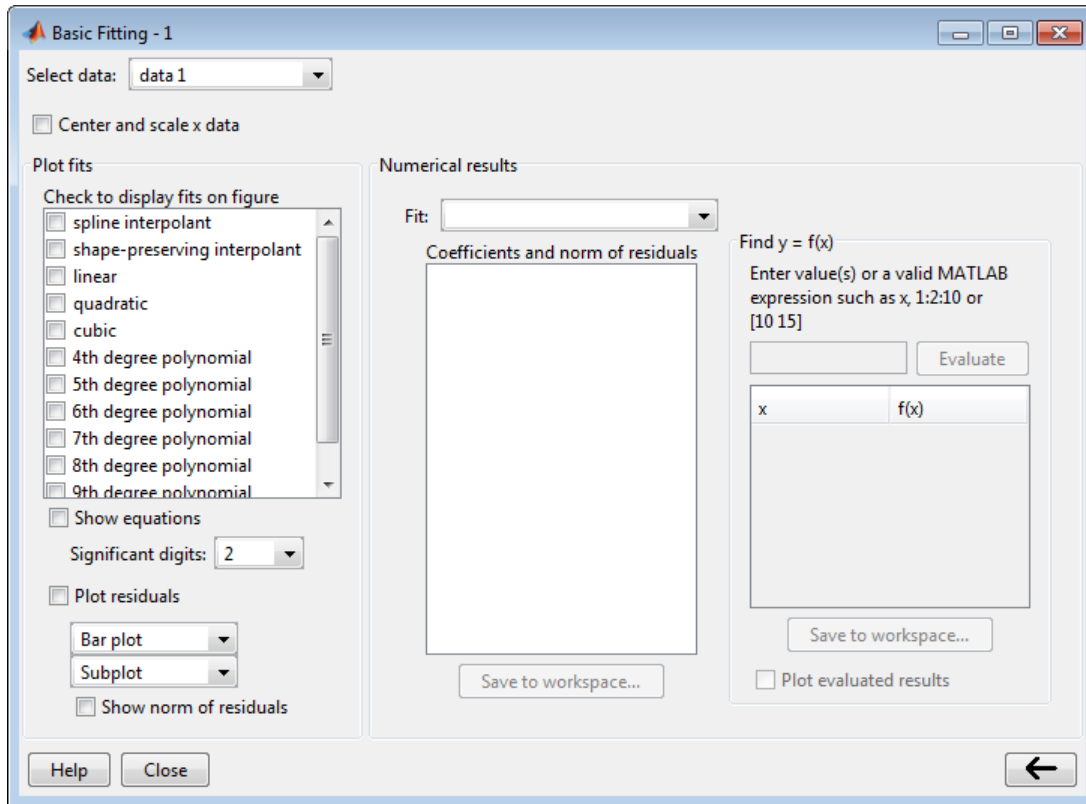 Basic Fitting - 1
Select data: data 1
Center and scale x data
Plot fits
Check to display fits on figure
spline interpolant
shape-preserving interpolant
linear
quadratic
cubic
4th degree polynomial
5th degree polynomial
6th degree polynomial
7th degree polynomial
8th degree polynomial
9th degree polynomial
Show equations
Significant digits: 2
Plot residuals
Bar plot
Subplot
Show norm of residuals
Numerical results
Fit:
Coefficients and norm of residuals
Save to workspace...
Find y = f(x)
Enter value(s) or a valid MATLAB
expression such as x, 1:2:10 or
[10 15]
Evaluate
x f(x)
Save to workspace...
Plot evaluated results
Help Close